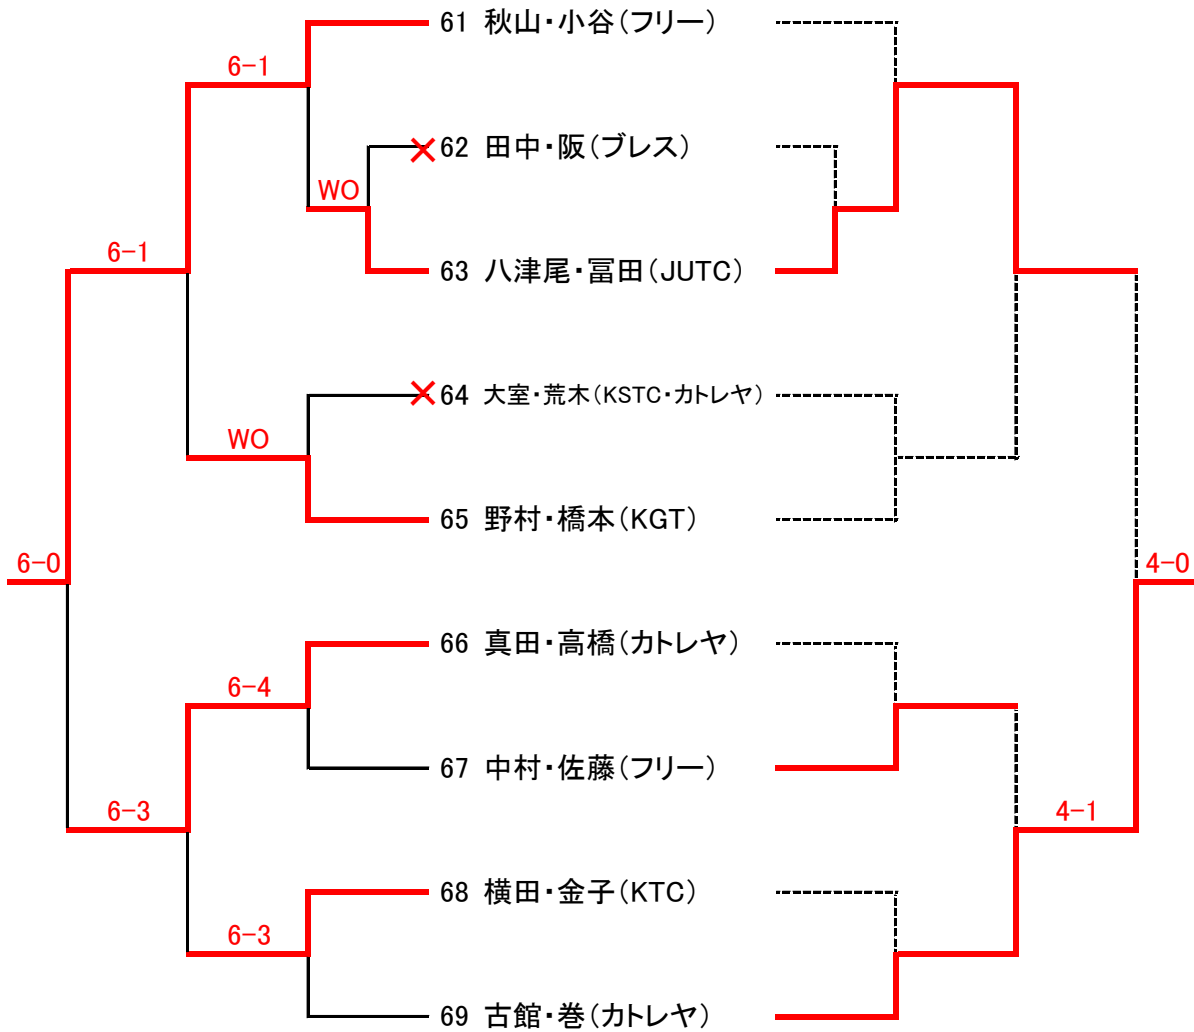 61 秋山・小谷(フリー)
6-1
62 田中・阪(ブレス)
WO
6-1
63 八津尾・冨田(JUTC)
64 大室・荒木(KSTC・カトレヤ)
WO
65 野村・橋本(KGT)
6-0
4-0
66 真田・高橋(カトレヤ)
6-4
67 中村・佐藤(フリー)
6-3
4-1
68 横田・金子(KTC)
6-3
69 古館・巻(カトレヤ)